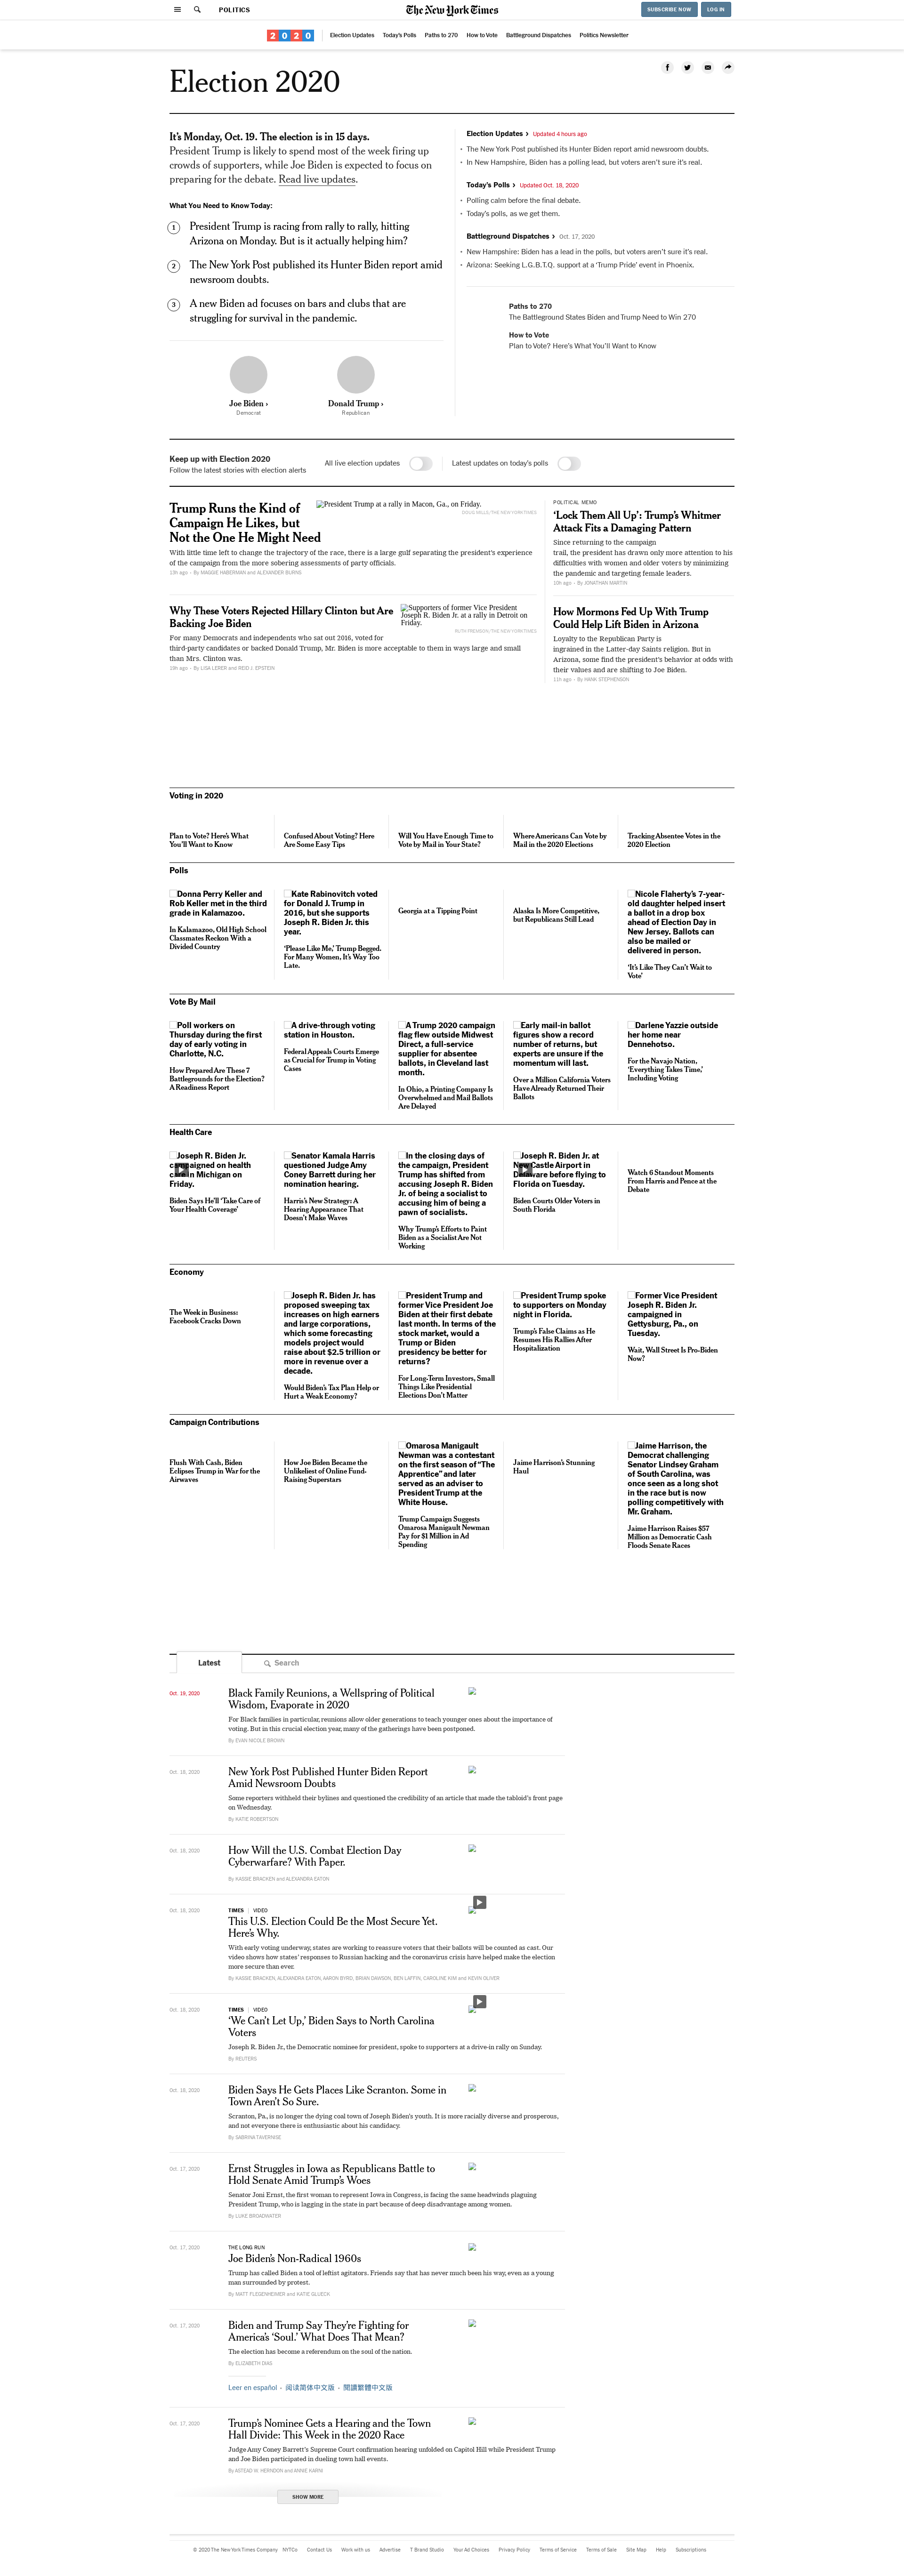 POLITICS
The New York Times
SUBSCRIBE NOW
LOG IN
2020
Election Updates
Today's Polls
Paths to 270
How to Vote
Battleground Dispatches
Politics Newsletter
Election 2020
It's Monday, Oct. 19. The election is in 15 days.
President Trump is likely to spend most of the week firing up
crowds of supporters, while Joe Biden is expected to focus on
preparing for the debate. Read live updates.
What You Need to Know Today:
1
President Trump is racing from rally to rally, hitting
Arizona on Monday. But is it actually helping him?
2
The New York Post published its Hunter Biden report amid
newsroom doubts.
3
A new Biden ad focuses on bars and clubs that are
struggling for survival in the pandemic.
Joe Biden ›
Democrat
Donald Trump ›
Republican
Election Updates › Updated 4 hours ago
• The New York Post published its Hunter Biden report amid newsroom doubts.
• In New Hampshire, Biden has a polling lead, but voters aren't sure it's real.
Today's Polls › Updated Oct. 18, 2020
• Polling calm before the final debate.
• Today's polls, as we get them.
Battleground Dispatches › Oct. 17, 2020
• New Hampshire: Biden has a lead in the polls, but voters aren't sure it's real.
• Arizona: Seeking L.G.B.T.Q. support at a 'Trump Pride' event in Phoenix.
Paths to 270
The Battleground States Biden and Trump Need to Win 270
How to Vote
Plan to Vote? Here's What You'll Want to Know
Keep up with Election 2020
Follow the latest stories with election alerts
All live election updates
Latest updates on today's polls
Trump Runs the Kind of
Campaign He Likes, but
Not the One He Might Need
President Trump at a rally in Macon, Ga., on Friday.
DOUG MILLS/THE NEW YORK TIMES
With little time left to change the trajectory of the race, there is a large gulf separating the president's experience
of the campaign from the more sobering assessments of party officials.
13h ago • By MAGGIE HABERMAN and ALEXANDER BURNS
Why These Voters Rejected Hillary Clinton but Are
Backing Joe Biden
Supporters of former Vice President
Joseph R. Biden Jr. at a rally in Detroit on
Friday.
RUTH FREMSON/THE NEW YORK TIMES
For many Democrats and independents who sat out 2016, voted for
third-party candidates or backed Donald Trump, Mr. Biden is more acceptable to them in ways large and small
than Mrs. Clinton was.
19h ago • By LISA LERER and REID J. EPSTEIN
POLITICAL MEMO
'Lock Them All Up': Trump's Whitmer
Attack Fits a Damaging Pattern
Since returning to the campaign
trail, the president has drawn only more attention to his
difficulties with women and older voters by minimizing
the pandemic and targeting female leaders.
10h ago • By JONATHAN MARTIN
How Mormons Fed Up With Trump
Could Help Lift Biden in Arizona
Loyalty to the Republican Party is
ingrained in the Latter-day Saints religion. But in
Arizona, some find the president's behavior at odds with
their values and are shifting to Joe Biden.
11h ago • By HANK STEPHENSON
Voting in 2020
Plan to Vote? Here's What
You'll Want to Know
Confused About Voting? Here
Are Some Easy Tips
Will You Have Enough Time to
Vote by Mail in Your State?
Where Americans Can Vote by
Mail in the 2020 Elections
Tracking Absentee Votes in the
2020 Election
Polls
Donna Perry Keller and
Rob Keller met in the third
grade in Kalamazoo.
In Kalamazoo, Old High School
Classmates Reckon With a
Divided Country
Kate Rabinovitch voted
for Donald J. Trump in
2016, but she supports
Joseph R. Biden Jr. this
year.
'Please Like Me,' Trump Begged.
For Many Women, It's Way Too
Late.
Georgia at a Tipping Point
Alaska Is More Competitive,
but Republicans Still Lead
Nicole Flaherty's 7-year-
old daughter helped insert
a ballot in a drop box
ahead of Election Day in
New Jersey. Ballots can
also be mailed or
delivered in person.
'It's Like They Can't Wait to
Vote'
Vote By Mail
Poll workers on
Thursday during the first
day of early voting in
Charlotte, N.C.
How Prepared Are These 7
Battlegrounds for the Election?
A Readiness Report
A drive-through voting
station in Houston.
Federal Appeals Courts Emerge
as Crucial for Trump in Voting
Cases
A Trump 2020 campaign
flag flew outside Midwest
Direct, a full-service
supplier for absentee
ballots, in Cleveland last
month.
In Ohio, a Printing Company Is
Overwhelmed and Mail Ballots
Are Delayed
Early mail-in ballot
figures show a record
number of returns, but
experts are unsure if the
momentum will last.
Over a Million California Voters
Have Already Returned Their
Ballots
Darlene Yazzie outside
her home near
Dennehotso.
For the Navajo Nation,
'Everything Takes Time,'
Including Voting
Health Care
Joseph R. Biden Jr.
campaigned on health
care in Michigan on
Friday.
Biden Says He'll 'Take Care of
Your Health Coverage'
Senator Kamala Harris
questioned Judge Amy
Coney Barrett during her
nomination hearing.
Harris's New Strategy: A
Hearing Appearance That
Doesn't Make Waves
In the closing days of
the campaign, President
Trump has shifted from
accusing Joseph R. Biden
Jr. of being a socialist to
accusing him of being a
pawn of socialists.
Why Trump's Efforts to Paint
Biden as a Socialist Are Not
Working
Joseph R. Biden Jr. at
New Castle Airport in
Delaware before flying to
Florida on Tuesday.
Biden Courts Older Voters in
South Florida
Watch 6 Standout Moments
From Harris and Pence at the
Debate
Economy
The Week in Business:
Facebook Cracks Down
Joseph R. Biden Jr. has
proposed sweeping tax
increases on high earners
and large corporations,
which some forecasting
models project would
raise about $2.5 trillion or
more in revenue over a
decade.
Would Biden's Tax Plan Help or
Hurt a Weak Economy?
President Trump and
former Vice President Joe
Biden at their first debate
last month. In terms of the
stock market, would a
Trump or Biden
presidency be better for
returns?
For Long-Term Investors, Small
Things Like Presidential
Elections Don't Matter
President Trump spoke
to supporters on Monday
night in Florida.
Trump's False Claims as He
Resumes His Rallies After
Hospitalization
Former Vice President
Joseph R. Biden Jr.
campaigned in
Gettysburg, Pa., on
Tuesday.
Wait, Wall Street Is Pro-Biden
Now?
Campaign Contributions
Flush With Cash, Biden
Eclipses Trump in War for the
Airwaves
How Joe Biden Became the
Unlikeliest of Online Fund-
Raising Superstars
Omarosa Manigault
Newman was a contestant
on the first season of "The
Apprentice" and later
served as an adviser to
President Trump at the
White House.
Trump Campaign Suggests
Omarosa Manigault Newman
Pay for $1 Million in Ad
Spending
Jaime Harrison's Stunning
Haul
Jaime Harrison, the
Democrat challenging
Senator Lindsey Graham
of South Carolina, was
once seen as a long shot
in the race but is now
polling competitively with
Mr. Graham.
Jaime Harrison Raises $57
Million as Democratic Cash
Floods Senate Races
Latest
Search
Oct. 19, 2020
Black Family Reunions, a Wellspring of Political
Wisdom, Evaporate in 2020
For Black families in particular, reunions allow older generations to teach younger ones about the importance of
voting. But in this crucial election year, many of the gatherings have been postponed.
By EVAN NICOLE BROWN
Oct. 18, 2020
New York Post Published Hunter Biden Report
Amid Newsroom Doubts
Some reporters withheld their bylines and questioned the credibility of an article that made the tabloid's front page
on Wednesday.
By KATIE ROBERTSON
Oct. 18, 2020
How Will the U.S. Combat Election Day
Cyberwarfare? With Paper.
By KASSIE BRACKEN and ALEXANDRA EATON
Oct. 18, 2020
TIMES | VIDEO
This U.S. Election Could Be the Most Secure Yet.
Here's Why.
With early voting underway, states are working to reassure voters that their ballots will be counted as cast. Our
video shows how states' responses to Russian hacking and the coronavirus crisis have helped make the election
more secure than ever.
By KASSIE BRACKEN, ALEXANDRA EATON, AARON BYRD, BRIAN DAWSON, BEN LAFFIN, CAROLINE KIM and KEVIN OLIVER
Oct. 18, 2020
TIMES | VIDEO
'We Can't Let Up,' Biden Says to North Carolina
Voters
Joseph R. Biden Jr., the Democratic nominee for president, spoke to supporters at a drive-in rally on Sunday.
By REUTERS
Oct. 18, 2020
Biden Says He Gets Places Like Scranton. Some in
Town Aren't So Sure.
Scranton, Pa., is no longer the dying coal town of Joseph Biden's youth. It is more racially diverse and prosperous,
and not everyone there is enthusiastic about his candidacy.
By SABRINA TAVERNISE
Oct. 17, 2020
Ernst Struggles in Iowa as Republicans Battle to
Hold Senate Amid Trump's Woes
Senator Joni Ernst, the first woman to represent Iowa in Congress, is facing the same headwinds plaguing
President Trump, who is lagging in the state in part because of deep disadvantage among women.
By LUKE BROADWATER
Oct. 17, 2020
THE LONG RUN
Joe Biden's Non-Radical 1960s
Trump has called Biden a tool of leftist agitators. Friends say that has never much been his way, even as a young
man surrounded by protest.
By MATT FLEGENHEIMER and KATIE GLUECK
Oct. 17, 2020
Biden and Trump Say They're Fighting for
America's 'Soul.' What Does That Mean?
The election has become a referendum on the soul of the nation.
By ELIZABETH DIAS
Leer en español • 阅读简体中文版 • 閱讀繁體中文版
Oct. 17, 2020
Trump's Nominee Gets a Hearing and the Town
Hall Divide: This Week in the 2020 Race
Judge Amy Coney Barrett's Supreme Court confirmation hearing unfolded on Capitol Hill while President Trump
and Joe Biden participated in dueling town hall events.
By ASTEAD W. HERNDON and ANNIE KARNI
SHOW MORE
© 2020 The New York Times Company NYTCo Contact Us Work with us Advertise T Brand Studio Your Ad Choices Privacy Policy Terms of Service Terms of Sale Site Map Help Subscriptions